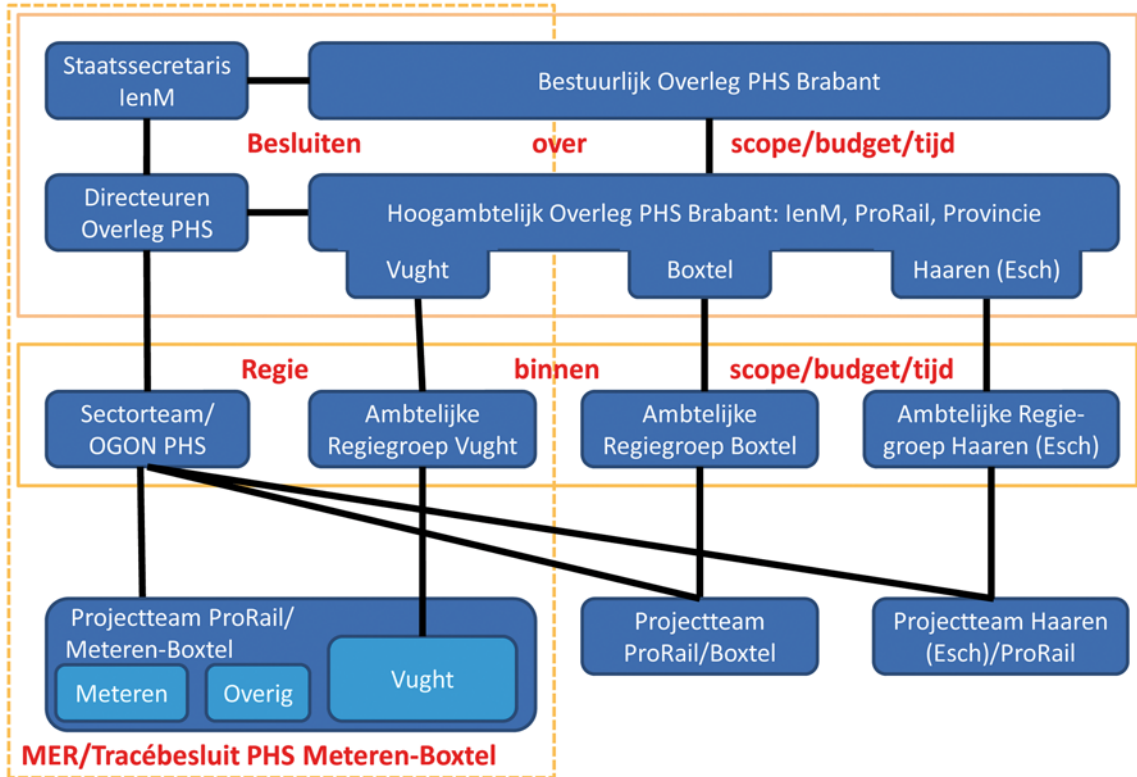 Staatssecretaris
IenM
Bestuurlijk Overleg PHS Brabant
Besluiten over scope/budget/tijd
Directeuren
Overleg PHS
Hoogambtelijk Overleg PHS Brabant: IenM, ProRail, Provincie
Vught
Boxtel
Haaren (Esch)
Regie binnen scope/budget/tijd
Sectorteam/
OGON PHS
Ambtelijke
Regiegroep Vught
Ambtelijke
Regiegroep Boxtel
Ambtelijke Regie-
groep Haaren (Esch)
Projectteam ProRail/
Meteren-Boxtel
Meteren
Overig
Vught
Projectteam
ProRail/Boxtel
Projectteam Haaren
(Esch)/ProRail
MER/Tracébesluit PHS Meteren-Boxtel